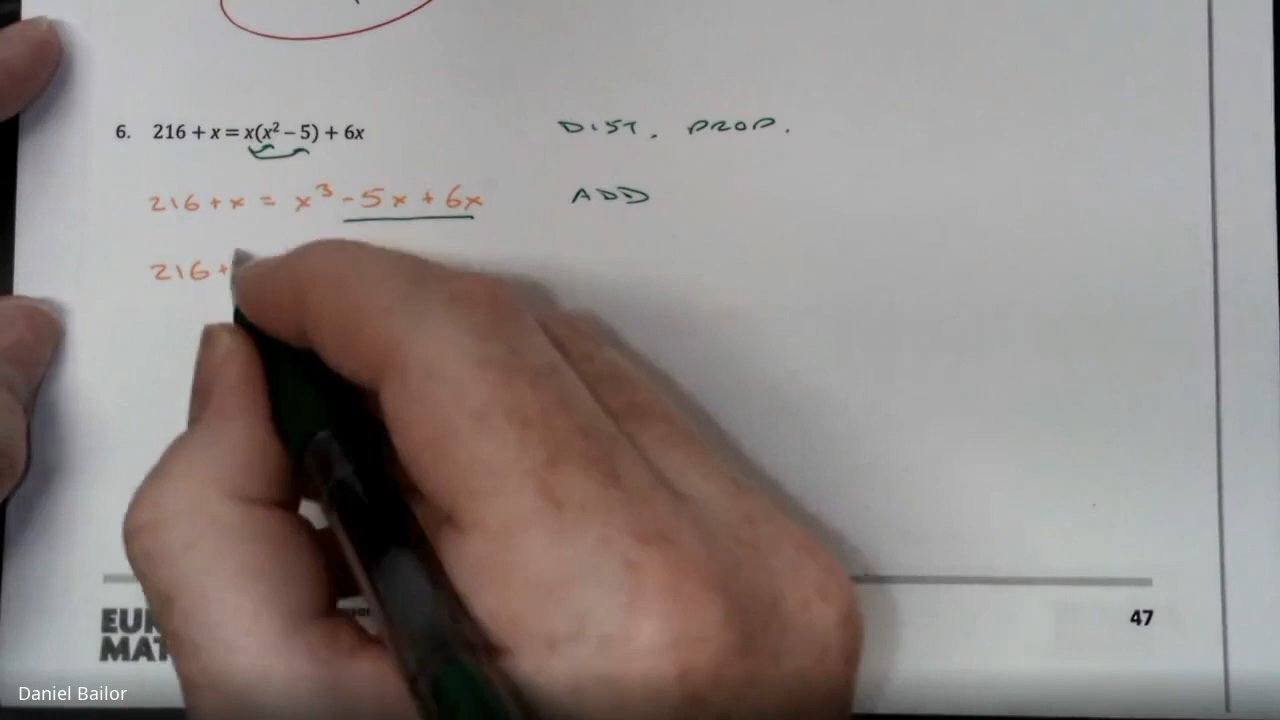 6. 216 + x = x(x² – 5) + 6x
DIST. PROP.
216 + x = x³ - 5x + 6x
ADD
216 +
47
Daniel Bailor